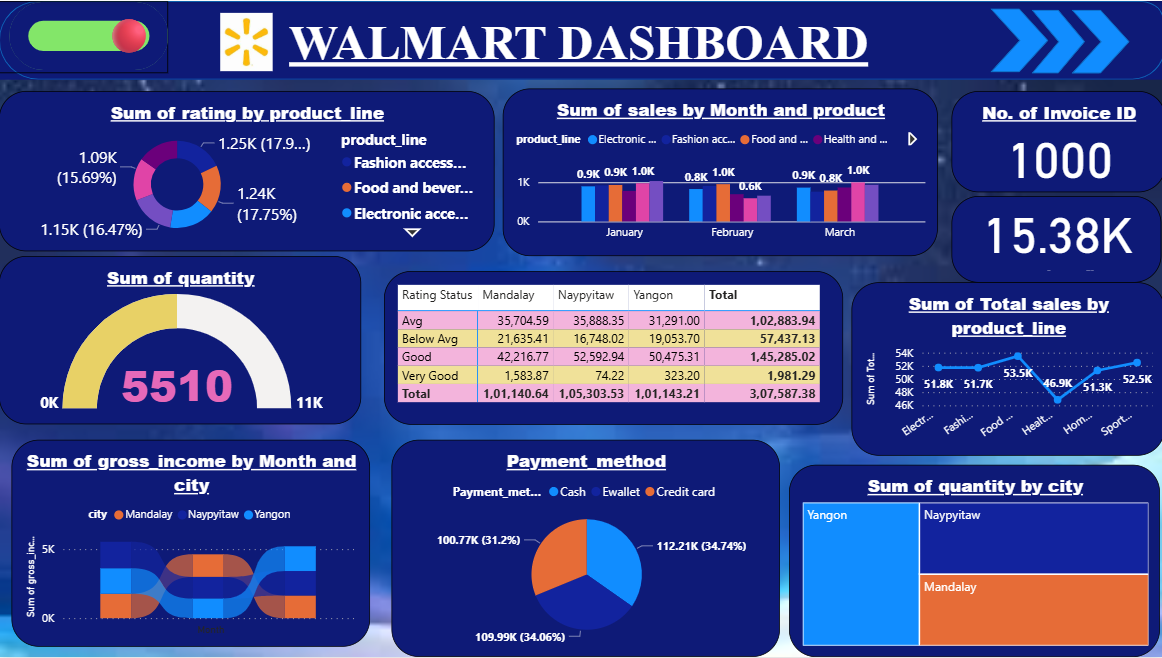 WALMART DASHBOARD
Sum of rating by product_line
1.25K (17.9...)
1.24K
(17.75%)
1.15K (16.47%)
1.09K
(15.69%)
product_line
Fashion access...
Food and bever...
Electronic acce...
Sum of sales by Month and product
product_line Electronic ... Fashion acc... Food and ... Health and ...
1K
0K
0.9K 0.9K 1.0K
0.8K 1.0K 0.6K
0.9K 0.8K 1.0K
January February March
No. of Invoice ID
1000
15.38K
Sum of quantity
5510
0K 11K
Rating Status Mandalay Naypyitaw Yangon Total
Avg 35,704.59 35,888.35 31,291.00 1,02,883.94
Below Avg 21,635.41 16,748.02 19,053.70 57,437.13
Good 42,216.77 52,592.94 50,475.31 1,45,285.02
Very Good 1,583.87 74.22 323.20 1,981.29
Total 1,01,140.64 1,05,303.53 1,01,143.21 3,07,587.38
Sum of Total sales by
product_line
Sum of Tot...
54K
52K
50K
48K
46K
51.8K 51.7K 53.5K 46.9K 51.3K 52.5K
Electr... Fashi... Food ... Healt... Hom... Sport...
Sum of gross_income by Month and
city
city Mandalay Naypyitaw Yangon
Sum of gross_inc...
5K
0K
Payment_method
Payment_met... Cash Ewallet Credit card
100.77K (31.2%)
112.21K (34.74%)
109.99K (34.06%)
Sum of quantity by city
Yangon
Naypyitaw
Mandalay